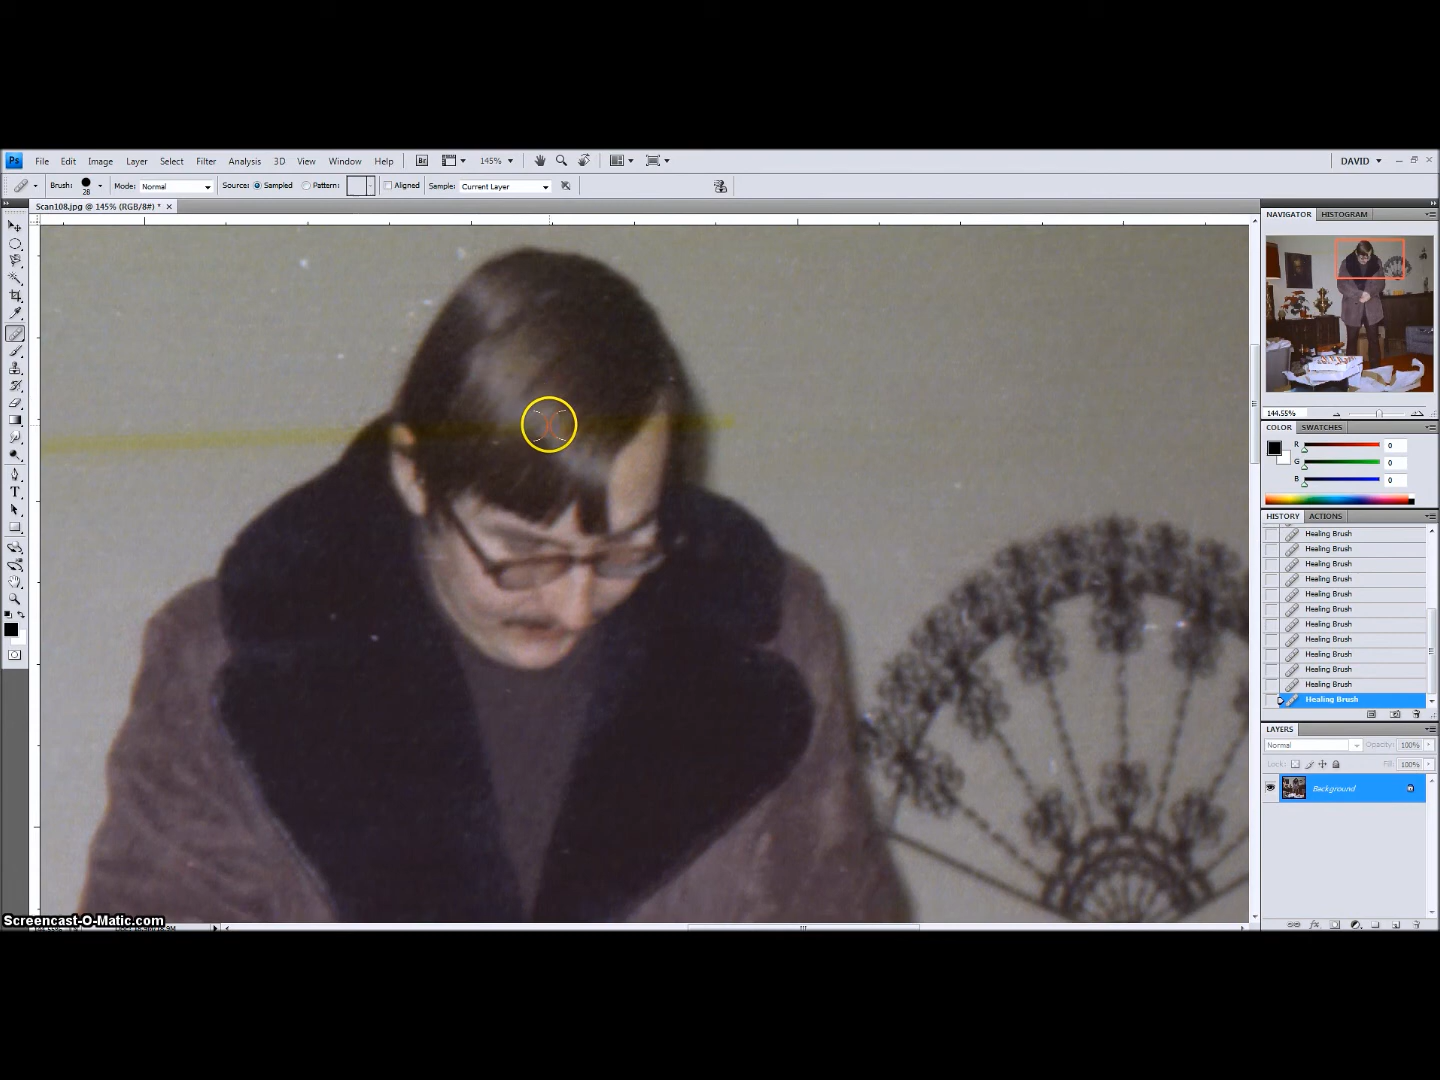 Ps File Edit Image Layer Select Filter Analysis 3D View Window Help Br 145% DAVID
Brush: 28 Mode: Normal Source: Sampled Pattern: Aligned Sample: Current Layer
Scan108.jpg @ 145% (RGB/8#) *
NAVIGATOR HISTOGRAM
144.55%
COLOR SWATCHES
R 0
G 0
B 0
HISTORY ACTIONS
Healing Brush
Healing Brush
Healing Brush
Healing Brush
Healing Brush
Healing Brush
Healing Brush
Healing Brush
Healing Brush
Healing Brush
Healing Brush
Healing Brush
LAYERS
Normal Opacity: 100%
Lock: Fill: 100%
Background
Screencast-O-Matic.com